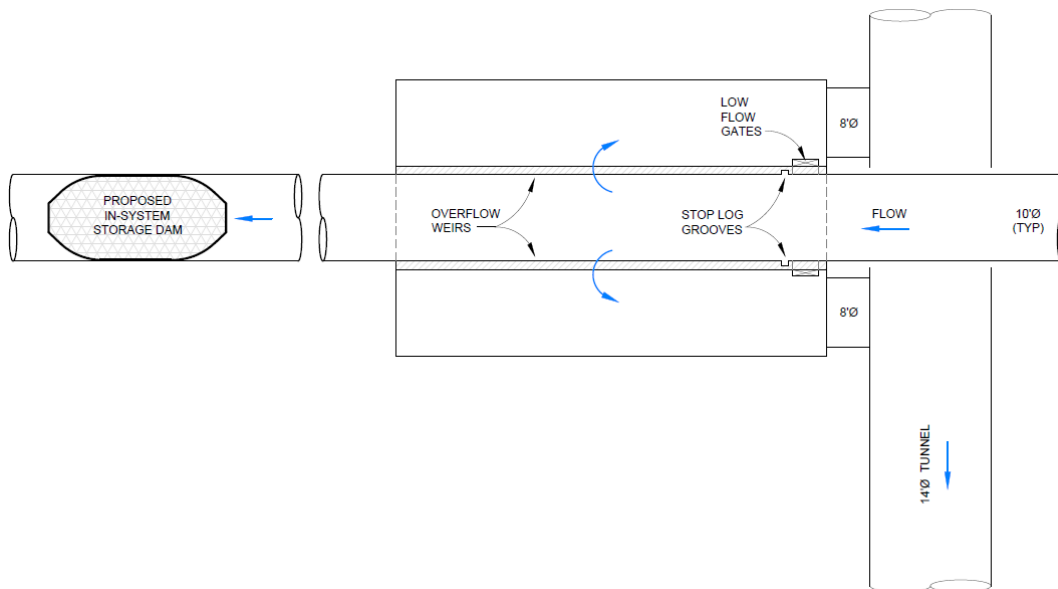 LOW
FLOW
GATES
8'Ø
PROPOSED
IN-SYSTEM
STORAGE DAM
OVERFLOW
WEIRS
STOP LOG
GROOVES
FLOW
10'Ø
(TYP)
8'Ø
14'Ø TUNNEL